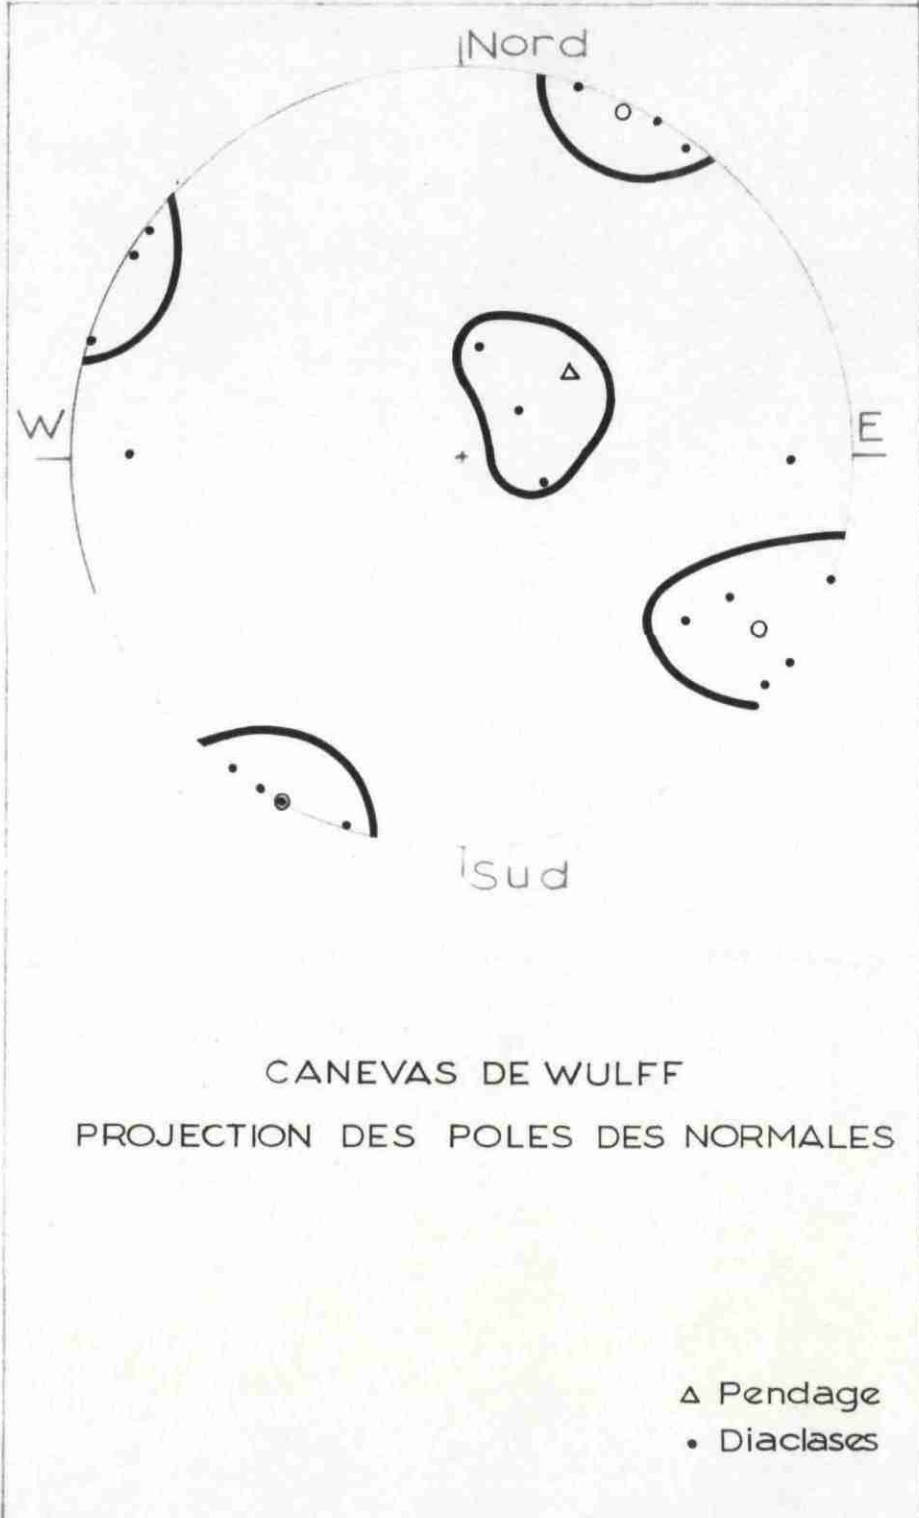 Nord
W
E
Sud
CANEVAS DE WULFF
PROJECTION DES POLES DES NORMALES
Pendage
Diaclases